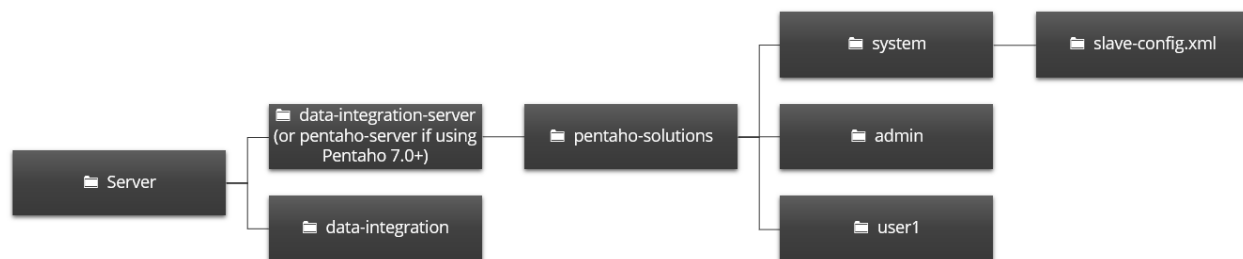 system
slave-config.xml
data-integration-server
(or pentaho-server if using
Pentaho 7.0+)
pentaho-solutions
admin
Server
data-integration
user1